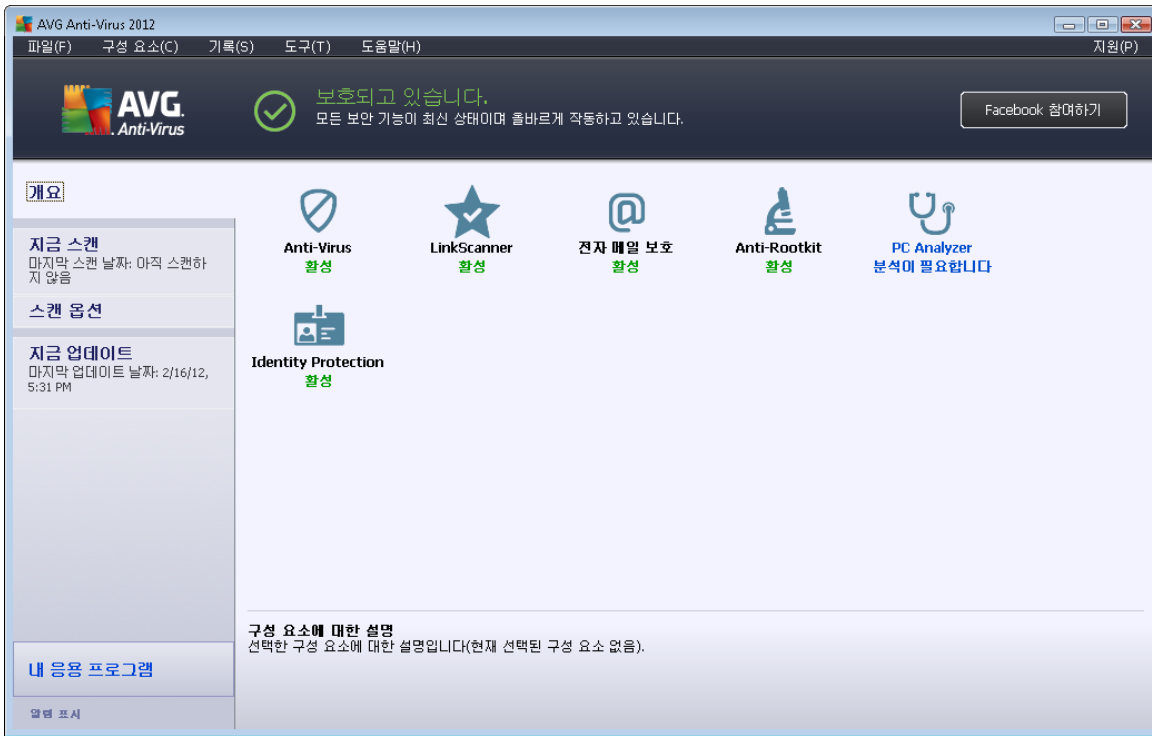 AVG Anti-Virus 2012
파일(F) 구성 요소(C) 기록(S) 도구(T) 도움말(H) 지원(P)
AVG.
Anti-Virus
보호되고 있습니다.
모든 보안 기능이 최신 상태이며 올바르게 작동하고 있습니다.
Facebook 참여하기
개요
지금 스캔
마지막 스캔 날짜: 아직 스캔하
지 않음
스캔 옵션
지금 업데이트
마지막 업데이트 날짜: 2/16/12,
5:31 PM
내 응용 프로그램
알림 표시
Anti-Virus
활성
LinkScanner
활성
전자 메일 보호
활성
Anti-Rootkit
활성
PC Analyzer
분석이 필요합니다
Identity Protection
활성
구성 요소에 대한 설명
선택한 구성 요소에 대한 설명입니다(현재 선택된 구성 요소 없음).